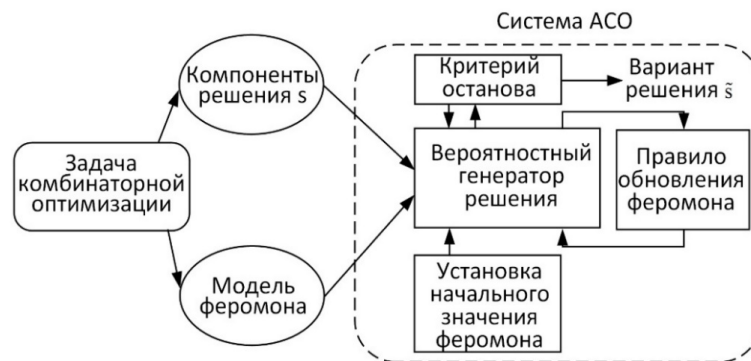 Система АСО
Компоненты
решения s
Критерий
останова
Вариант
решения s̃
Задача
комбинаторной
оптимизации
Вероятностный
генератор
решения
Правило
обновления
феромона
Модель
феромона
Установка
начального
значения
феромона